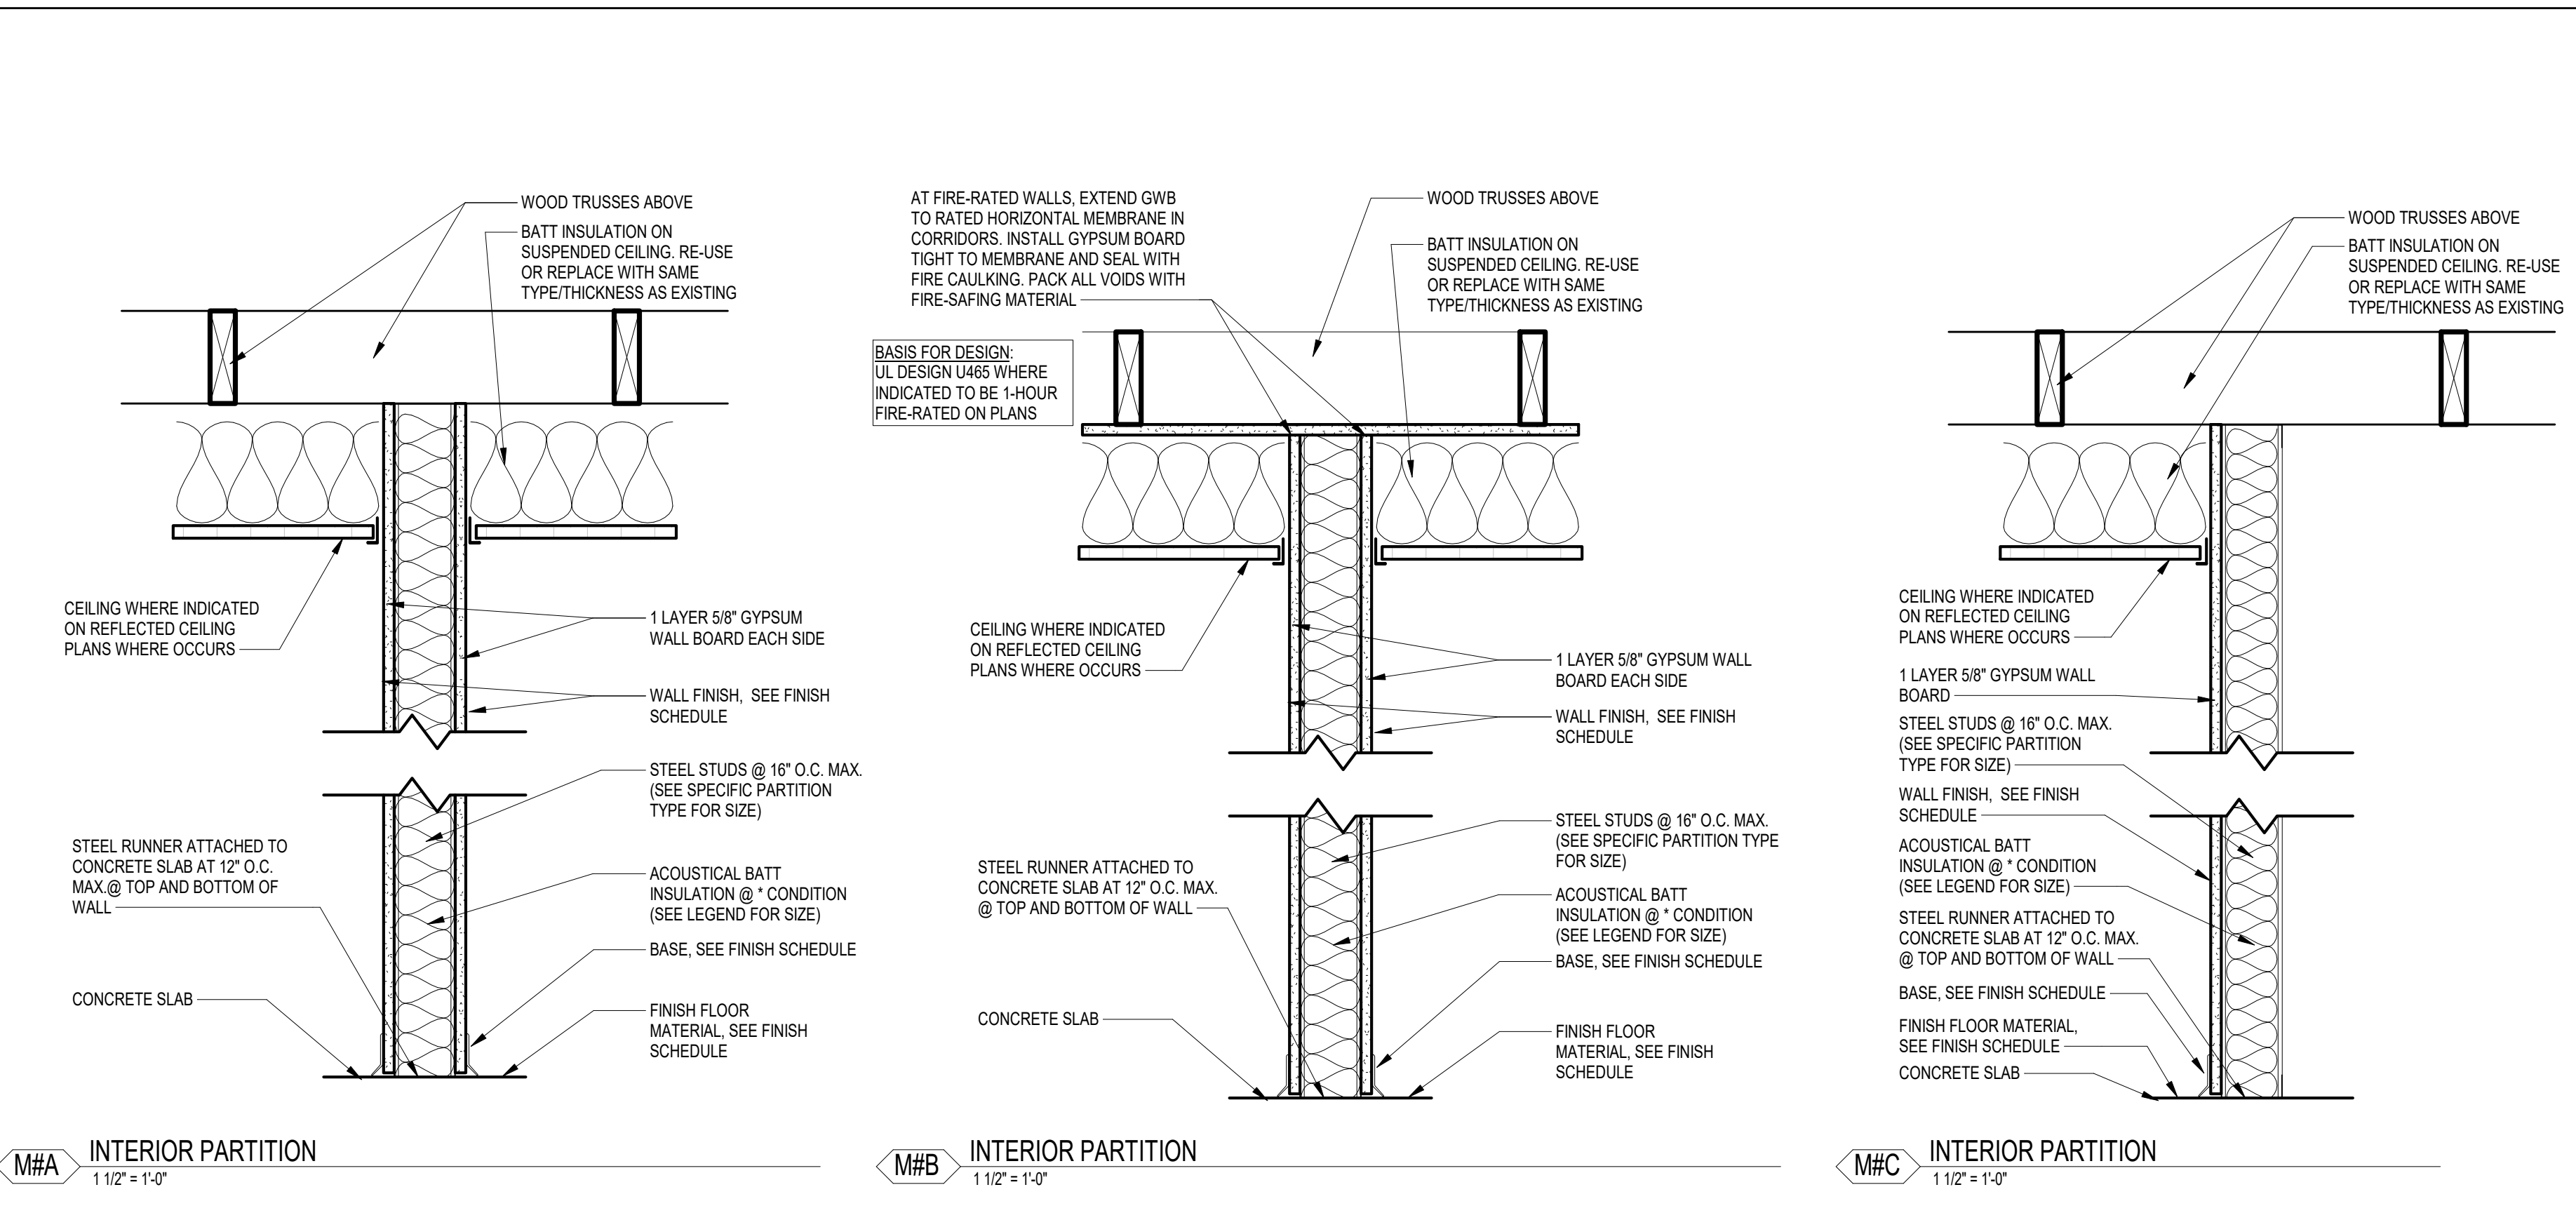 WOOD TRUSSES ABOVE
BATT INSULATION ON
SUSPENDED CEILING. RE-USE
OR REPLACE WITH SAME
TYPE/THICKNESS AS EXISTING
CEILING WHERE INDICATED
ON REFLECTED CEILING
PLANS WHERE OCCURS
1 LAYER 5/8" GYPSUM
WALL BOARD EACH SIDE
WALL FINISH, SEE FINISH
SCHEDULE
STEEL STUDS @ 16" O.C. MAX.
(SEE SPECIFIC PARTITION
TYPE FOR SIZE)
STEEL RUNNER ATTACHED TO
CONCRETE SLAB AT 12" O.C.
MAX.@ TOP AND BOTTOM OF
WALL
ACOUSTICAL BATT
INSULATION @ * CONDITION
(SEE LEGEND FOR SIZE)
BASE, SEE FINISH SCHEDULE
CONCRETE SLAB
FINISH FLOOR
MATERIAL, SEE FINISH
SCHEDULE
M#A
INTERIOR PARTITION
1 1/2" = 1'-0"
AT FIRE-RATED WALLS, EXTEND GWB
TO RATED HORIZONTAL MEMBRANE IN
CORRIDORS. INSTALL GYPSUM BOARD
TIGHT TO MEMBRANE AND SEAL WITH
FIRE CAULKING. PACK ALL VOIDS WITH
FIRE-SAFING MATERIAL
WOOD TRUSSES ABOVE
BATT INSULATION ON
SUSPENDED CEILING. RE-USE
OR REPLACE WITH SAME
TYPE/THICKNESS AS EXISTING
BASIS FOR DESIGN:
UL DESIGN U465 WHERE
INDICATED TO BE 1-HOUR
FIRE-RATED ON PLANS
CEILING WHERE INDICATED
ON REFLECTED CEILING
PLANS WHERE OCCURS
1 LAYER 5/8" GYPSUM WALL
BOARD EACH SIDE
WALL FINISH, SEE FINISH
SCHEDULE
STEEL STUDS @ 16" O.C. MAX.
(SEE SPECIFIC PARTITION TYPE
FOR SIZE)
STEEL RUNNER ATTACHED TO
CONCRETE SLAB AT 12" O.C. MAX.
@ TOP AND BOTTOM OF WALL
ACOUSTICAL BATT
INSULATION @ * CONDITION
(SEE LEGEND FOR SIZE)
BASE, SEE FINISH SCHEDULE
CONCRETE SLAB
FINISH FLOOR
MATERIAL, SEE FINISH
SCHEDULE
M#B
INTERIOR PARTITION
1 1/2" = 1'-0"
WOOD TRUSSES ABOVE
BATT INSULATION ON
SUSPENDED CEILING. RE-USE
OR REPLACE WITH SAME
TYPE/THICKNESS AS EXISTING
CEILING WHERE INDICATED
ON REFLECTED CEILING
PLANS WHERE OCCURS
1 LAYER 5/8" GYPSUM WALL
BOARD
STEEL STUDS @ 16" O.C. MAX.
(SEE SPECIFIC PARTITION
TYPE FOR SIZE)
WALL FINISH, SEE FINISH
SCHEDULE
ACOUSTICAL BATT
INSULATION @ * CONDITION
(SEE LEGEND FOR SIZE)
STEEL RUNNER ATTACHED TO
CONCRETE SLAB AT 12" O.C. MAX.
@ TOP AND BOTTOM OF WALL
BASE, SEE FINISH SCHEDULE
FINISH FLOOR MATERIAL,
SEE FINISH SCHEDULE
CONCRETE SLAB
M#C
INTERIOR PARTITION
1 1/2" = 1'-0"